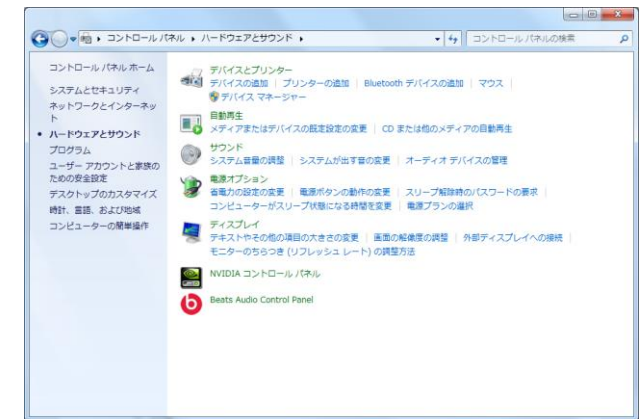 コントロール パネル ▸ ハードウェアとサウンド ▸
コントロール パネルの検索
コントロール パネル ホーム
システムとセキュリティ
ネットワークとインターネッ
ト
ハードウェアとサウンド
プログラム
ユーザー アカウントと家族の
ための安全設定
デスクトップのカスタマイズ
時計、言語、および地域
コンピューターの簡単操作
デバイスとプリンター
デバイスの追加 | プリンターの追加 | Bluetooth デバイスの追加 | マウス |
デバイス マネージャー
自動再生
メディアまたはデバイスの既定設定の変更 | CD または他のメディアの自動再生
サウンド
システム音量の調整 | システムが出す音の変更 | オーディオ デバイスの管理
電源オプション
省電力の設定の変更 | 電源ボタンの動作の変更 | スリープ解除時のパスワードの要求 |
コンピューターがスリープ状態になる時間を変更 | 電源プランの選択
ディスプレイ
テキストやその他の項目の大きさの変更 | 画面の解像度の調整 | 外部ディスプレイへの接続 |
モニターのちらつき (リフレッシュ レート) の調整方法
NVIDIA コントロール パネル
Beats Audio Control Panel